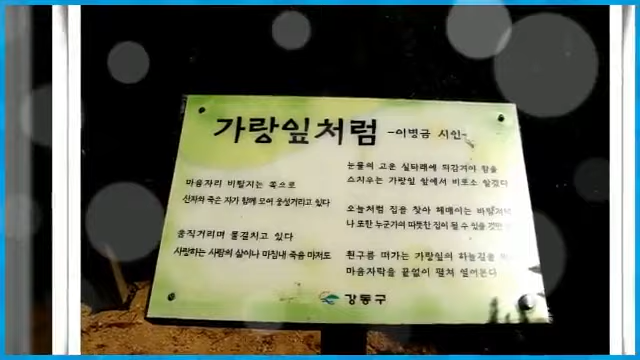 가랑잎처럼 -이병금 시인-
마음자리 비탈지는 쪽으로
산자와 죽은 자가 함께 모여 웅성거리고 있다
움직거리며 물결치고 있다
사랑하는 사람의 삶이나 마침내 죽음 마저도
눈물의 고운 실타래에 되감겨야 함을
스치우는 가랑잎 앞에서 비로소 알겠다
오늘처럼 집을 찾아 헤매이는 바람처럼
나 또한 누군가의 따뜻한 집이 될 수 있을 것만
흰구름 떠가는 가랑잎의 하늘길을
마음자락을 끝없이 펼쳐 열어본다
강동구